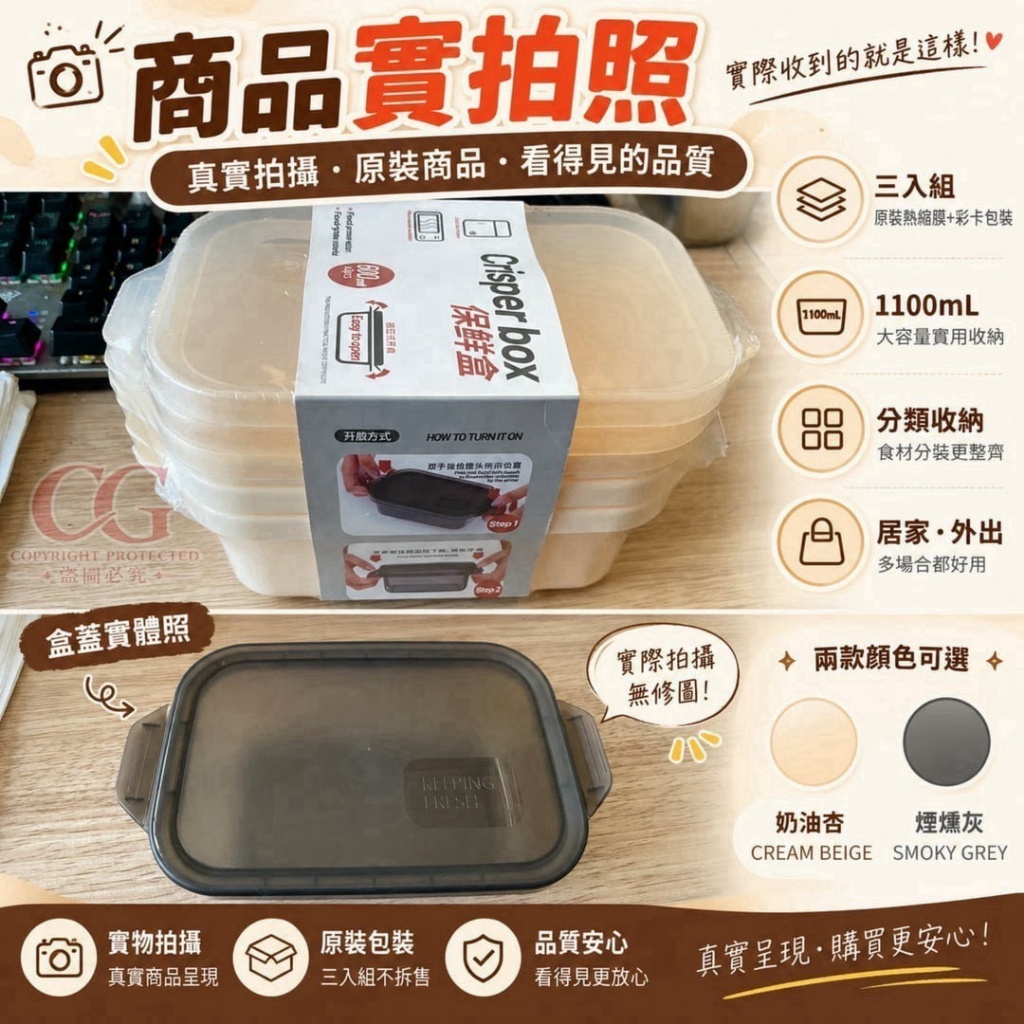 商品實拍照
實際收到的就是這樣!
真實拍攝・原裝商品・看得見的品質
三入組
原裝熱縮膜+彩卡包裝
1100mL
1100mL
大容量實用收納
分類收納
食材分裝更整齊
居家・外出
多場合都好用
Crisper box
保鮮盒
600ml
Easy to open
开启方式
HOW TO TURN IT ON
Step 1
Step 2
CG
COPYRIGHT PROTECTED
盜圖必究
盒蓋實體照
實際拍攝
無修圖!
KEEPING
FRESH
兩款顏色可選
奶油杏
CREAM BEIGE
煙燻灰
SMOKY GREY
實物拍攝
真實商品呈現
原裝包裝
三入組不拆售
品質安心
看得見更放心
真實呈現・購買更安心!